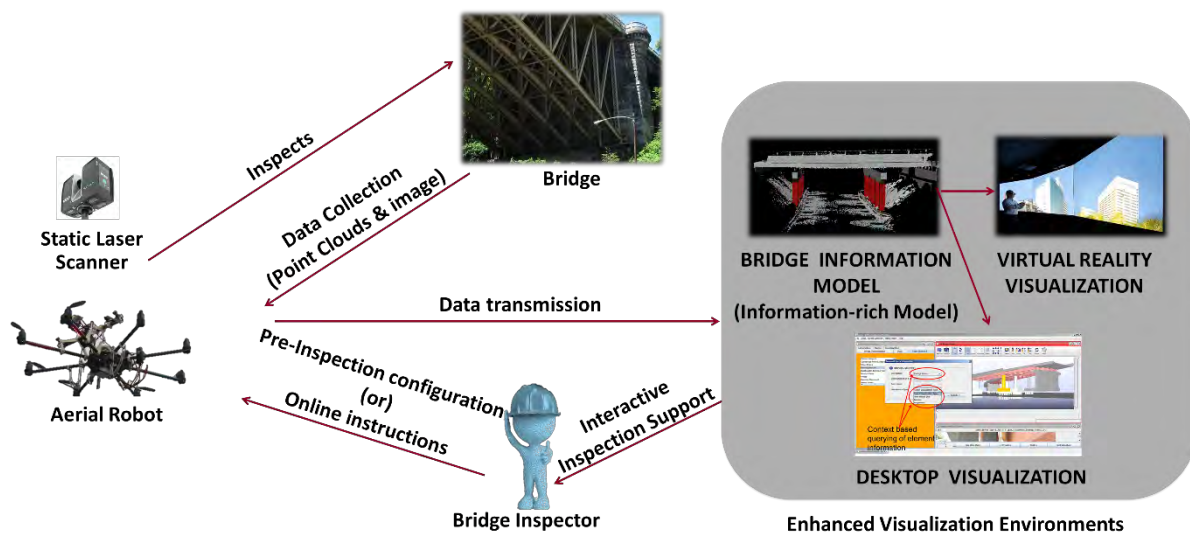 Inspects
Bridge
Data Collection
(Point Clouds & image)
Static Laser
Scanner
Data transmission
Aerial Robot
Pre-Inspection configuration
(or)
Online instructions
Bridge Inspector
Interactive
Inspection Support
BRIDGE INFORMATION
MODEL
(Information-rich Model)
VIRTUAL REALITY
VISUALIZATION
Context based
querying of element
information
DESKTOP VISUALIZATION
Enhanced Visualization Environments